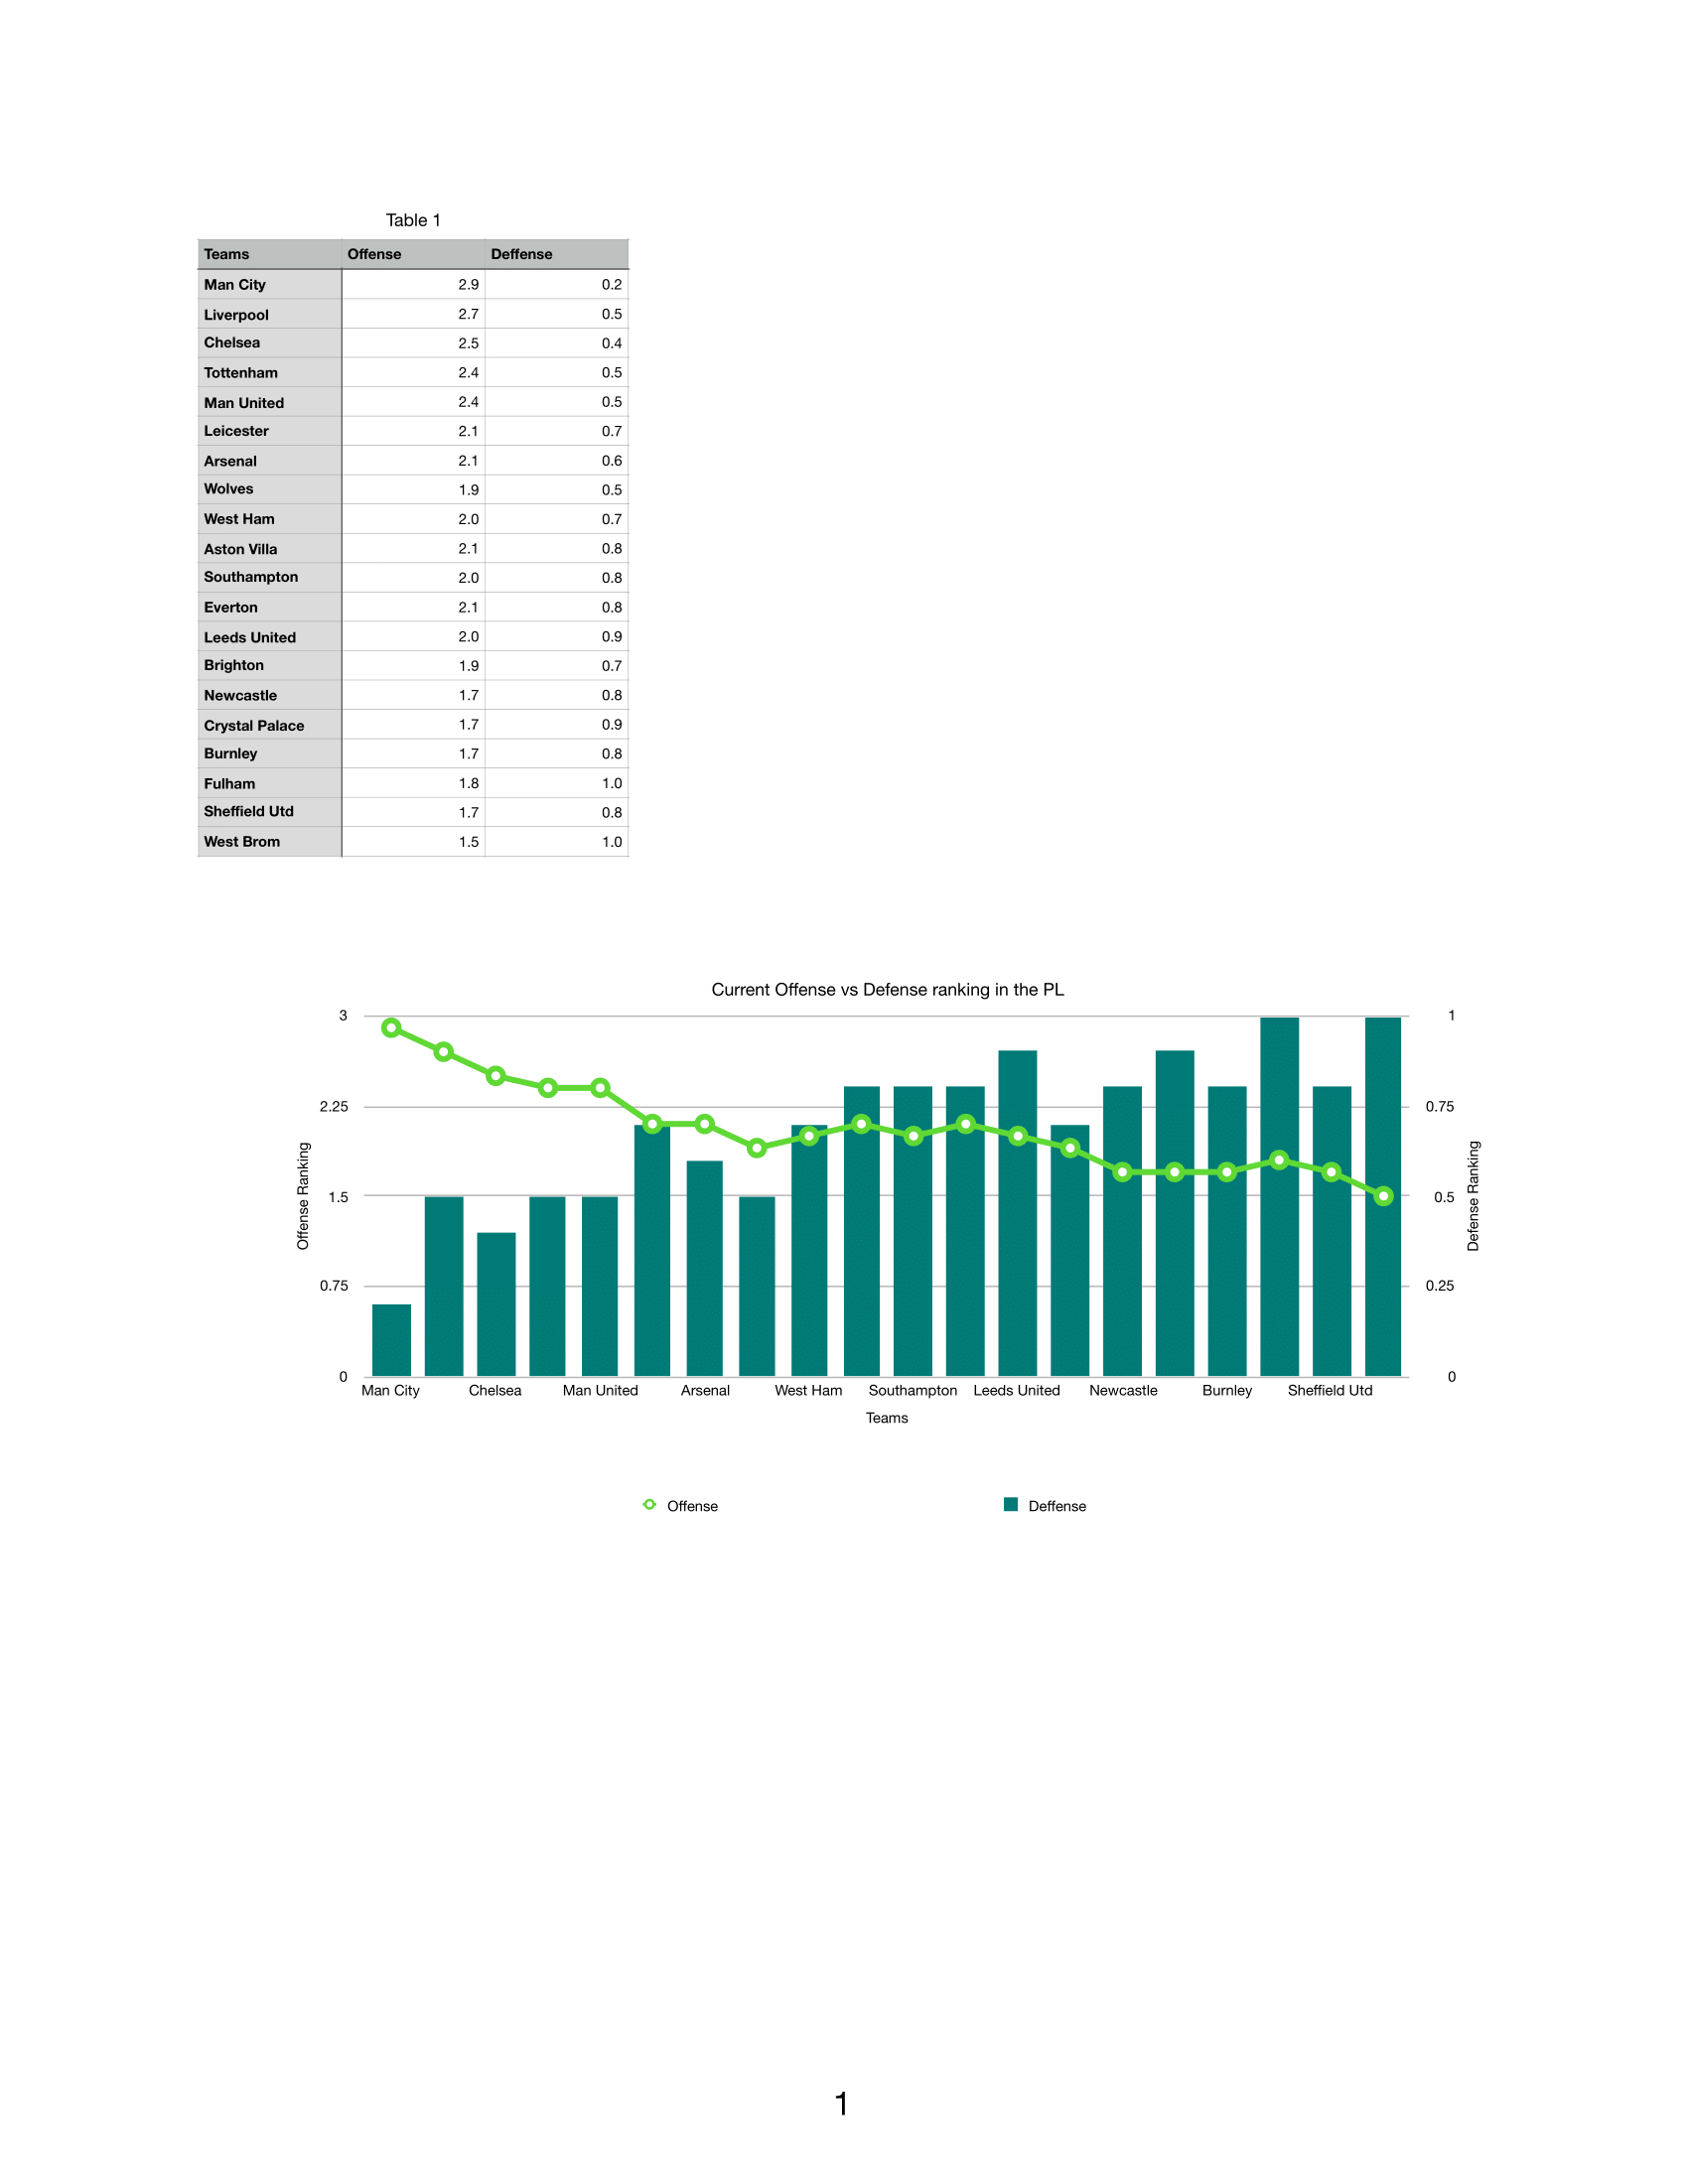 Table 1
Teams Offense Deffense
Man City 2.9 0.2
Liverpool 2.7 0.5
Chelsea 2.5 0.4
Tottenham 2.4 0.5
Man United 2.4 0.5
Leicester 2.1 0.7
Arsenal 2.1 0.6
Wolves 1.9 0.5
West Ham 2.0 0.7
Aston Villa 2.1 0.8
Southampton 2.0 0.8
Everton 2.1 0.8
Leeds United 2.0 0.9
Brighton 1.9 0.7
Newcastle 1.7 0.8
Crystal Palace 1.7 0.9
Burnley 1.7 0.8
Fulham 1.8 1.0
Sheffield Utd 1.7 0.8
West Brom 1.5 1.0
Current Offense vs Defense ranking in the PL
3 1
2.25 0.75
Offense Ranking
Defense Ranking
1.5 0.5
0.75 0.25
0 0
Man City Chelsea Man United Arsenal West Ham Southampton Leeds United Newcastle Burnley Sheffield Utd
Teams
Offense Deffense
1